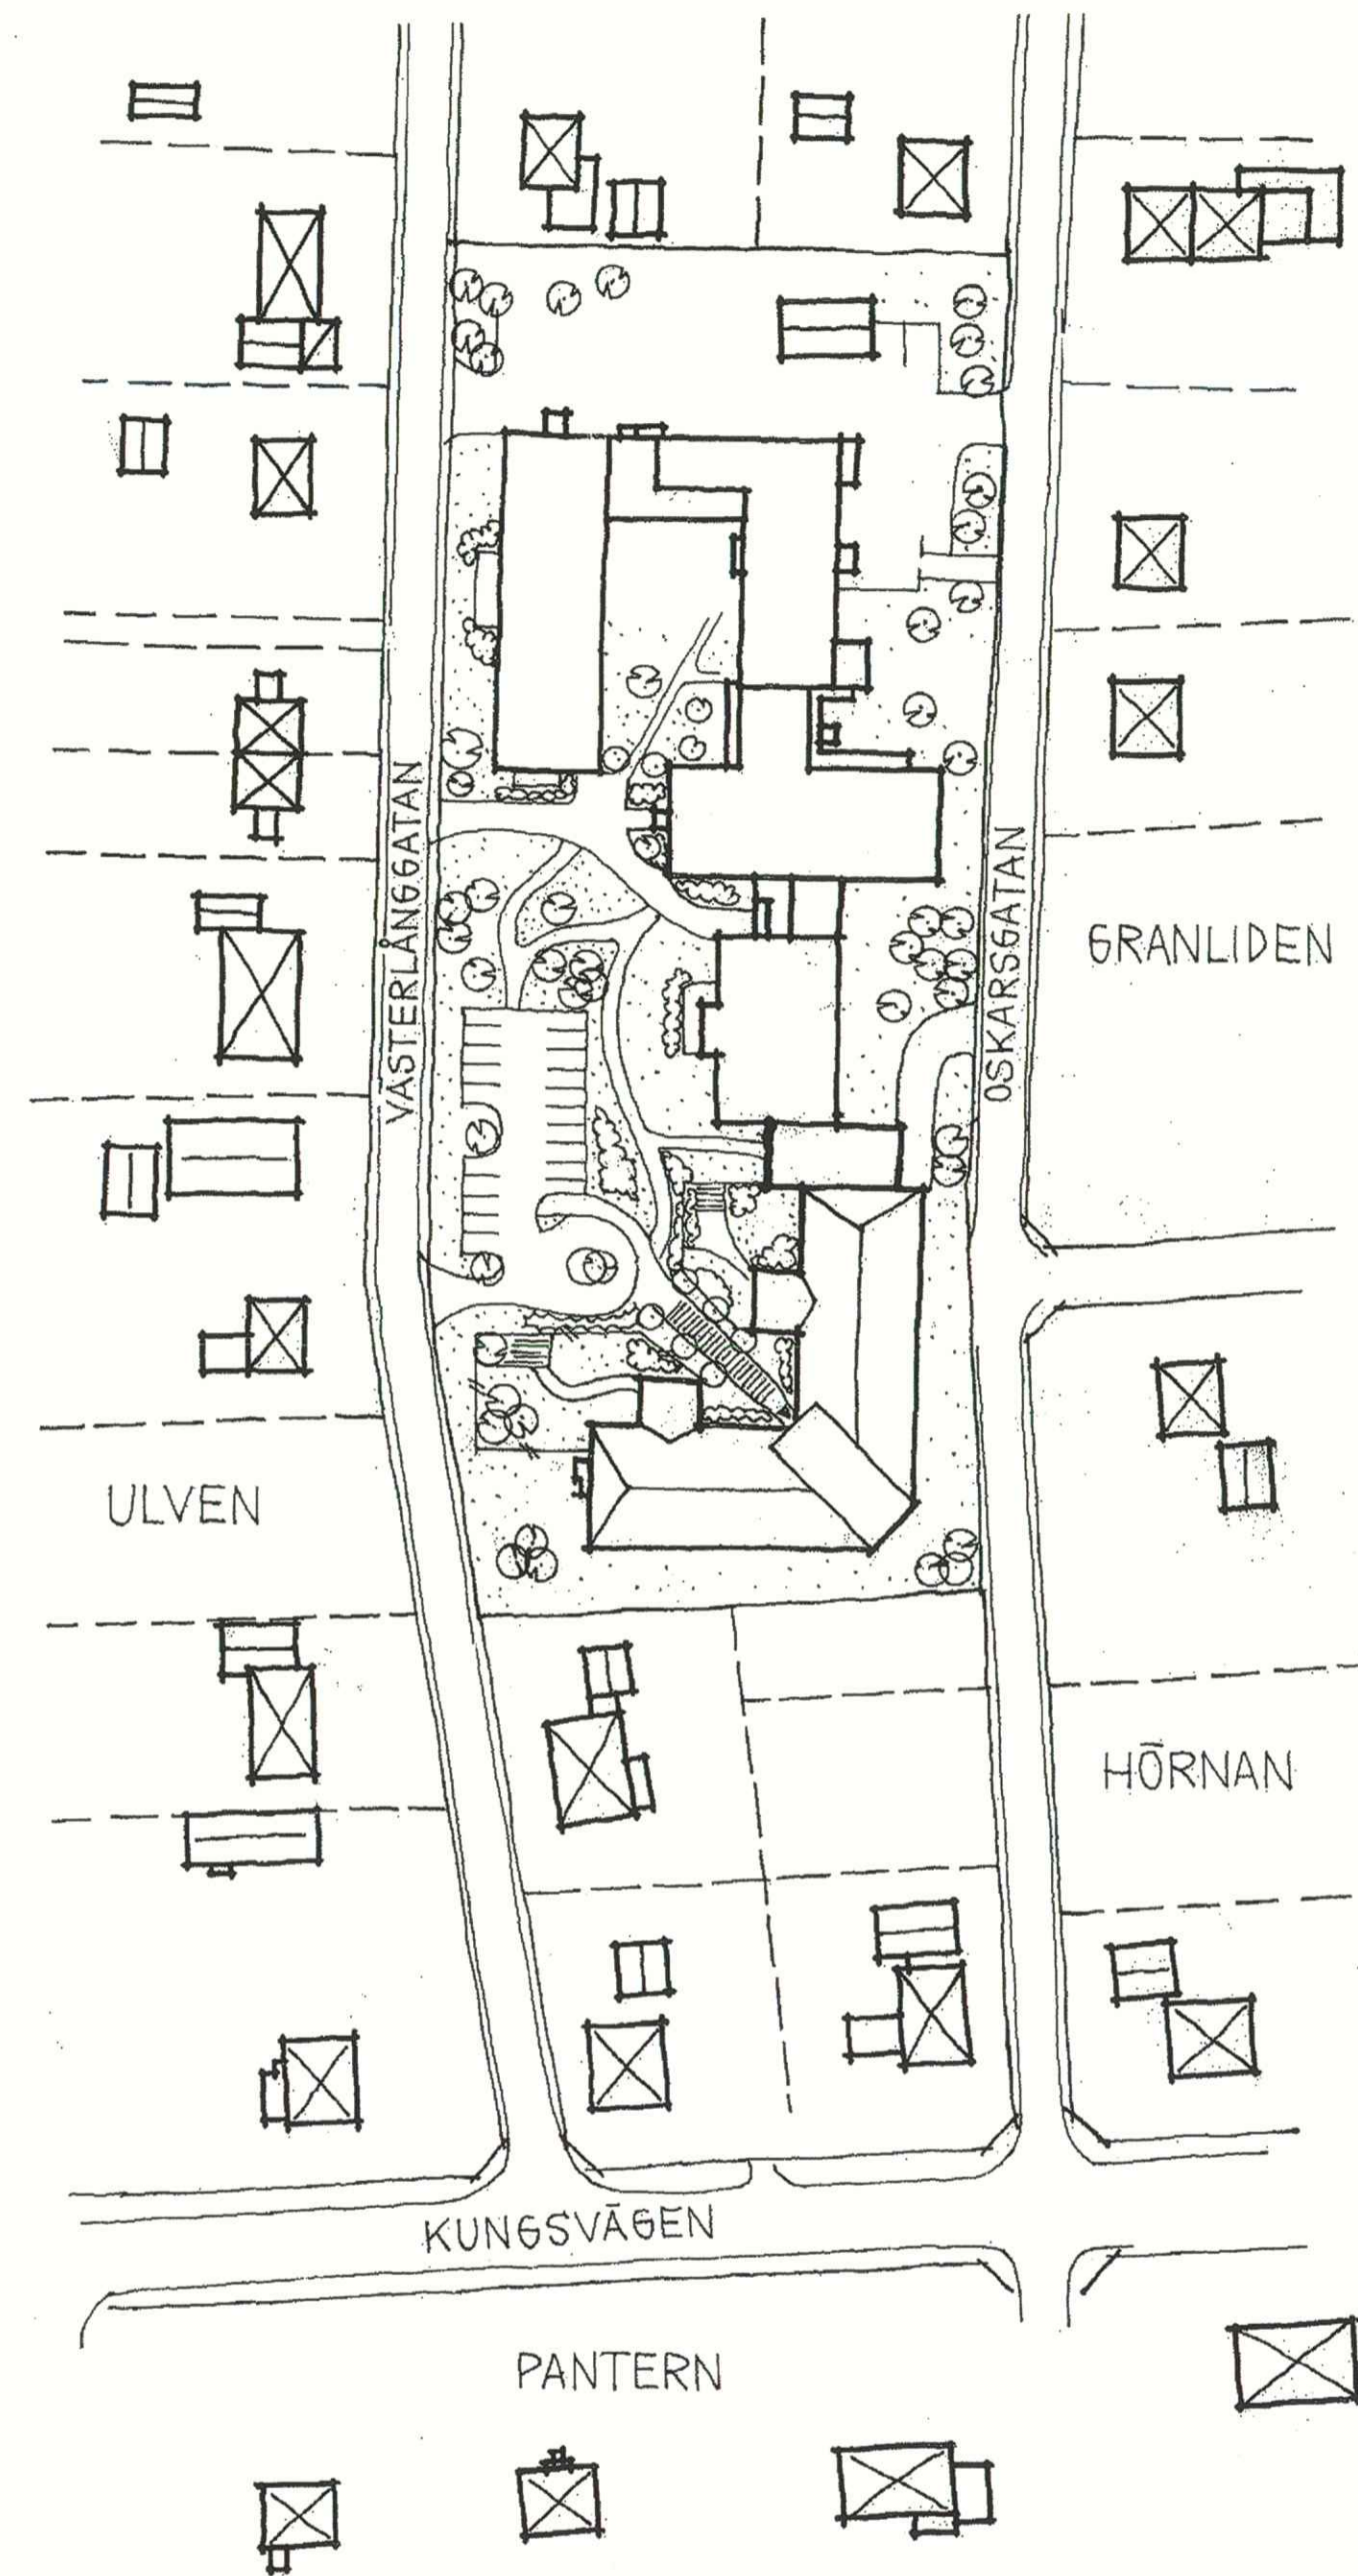 VÄSTERLÅNGGATAN
OSKARSGATAN
GRANLIDEN
ULVEN
HÖRNAN
KUNGSVÄGEN
PANTERN